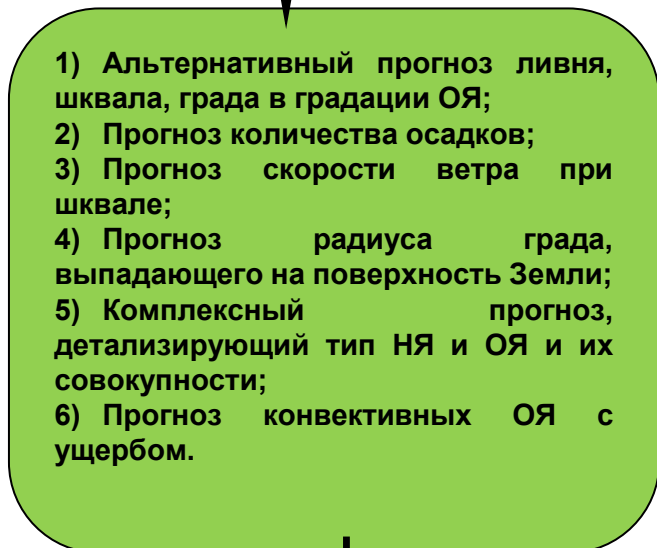 1) Альтернативный прогноз ливня,
шквала, града в градации ОЯ;
2) Прогноз количества осадков;
3) Прогноз скорости ветра при
шквале;
4) Прогноз радиуса града,
выпадающего на поверхность Земли;
5) Комплексный прогноз,
детализирующий тип НЯ и ОЯ и их
совокупности;
6) Прогноз конвективных ОЯ с
ущербом.